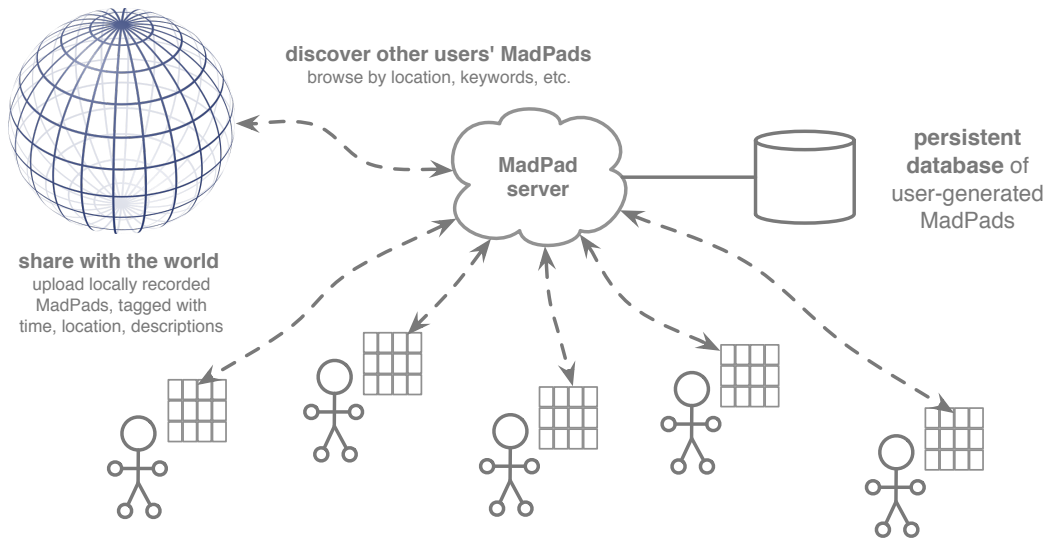 discover other users' MadPads
browse by location, keywords, etc.
MadPad
server
persistent
database of
user-generated
MadPads
share with the world
upload locally recorded
MadPads, tagged with
time, location, descriptions